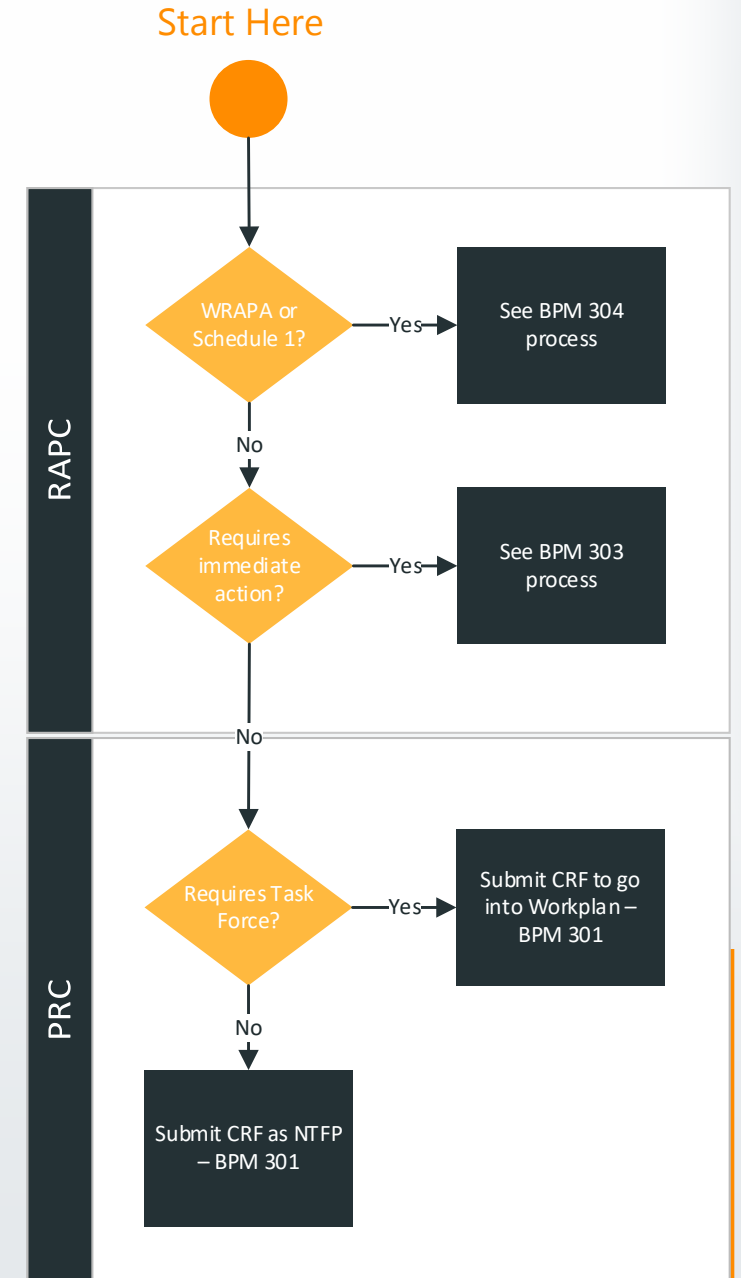 Start Here
RAPC
WRAPA or
Schedule 1?
Yes
See BPM 304
process
No
Requires
immediate
action?
Yes
See BPM 303
process
No
PRC
Requires Task
Force?
Yes
Submit CRF to go
into Workplan –
BPM 301
No
Submit CRF as NTFP
– BPM 301